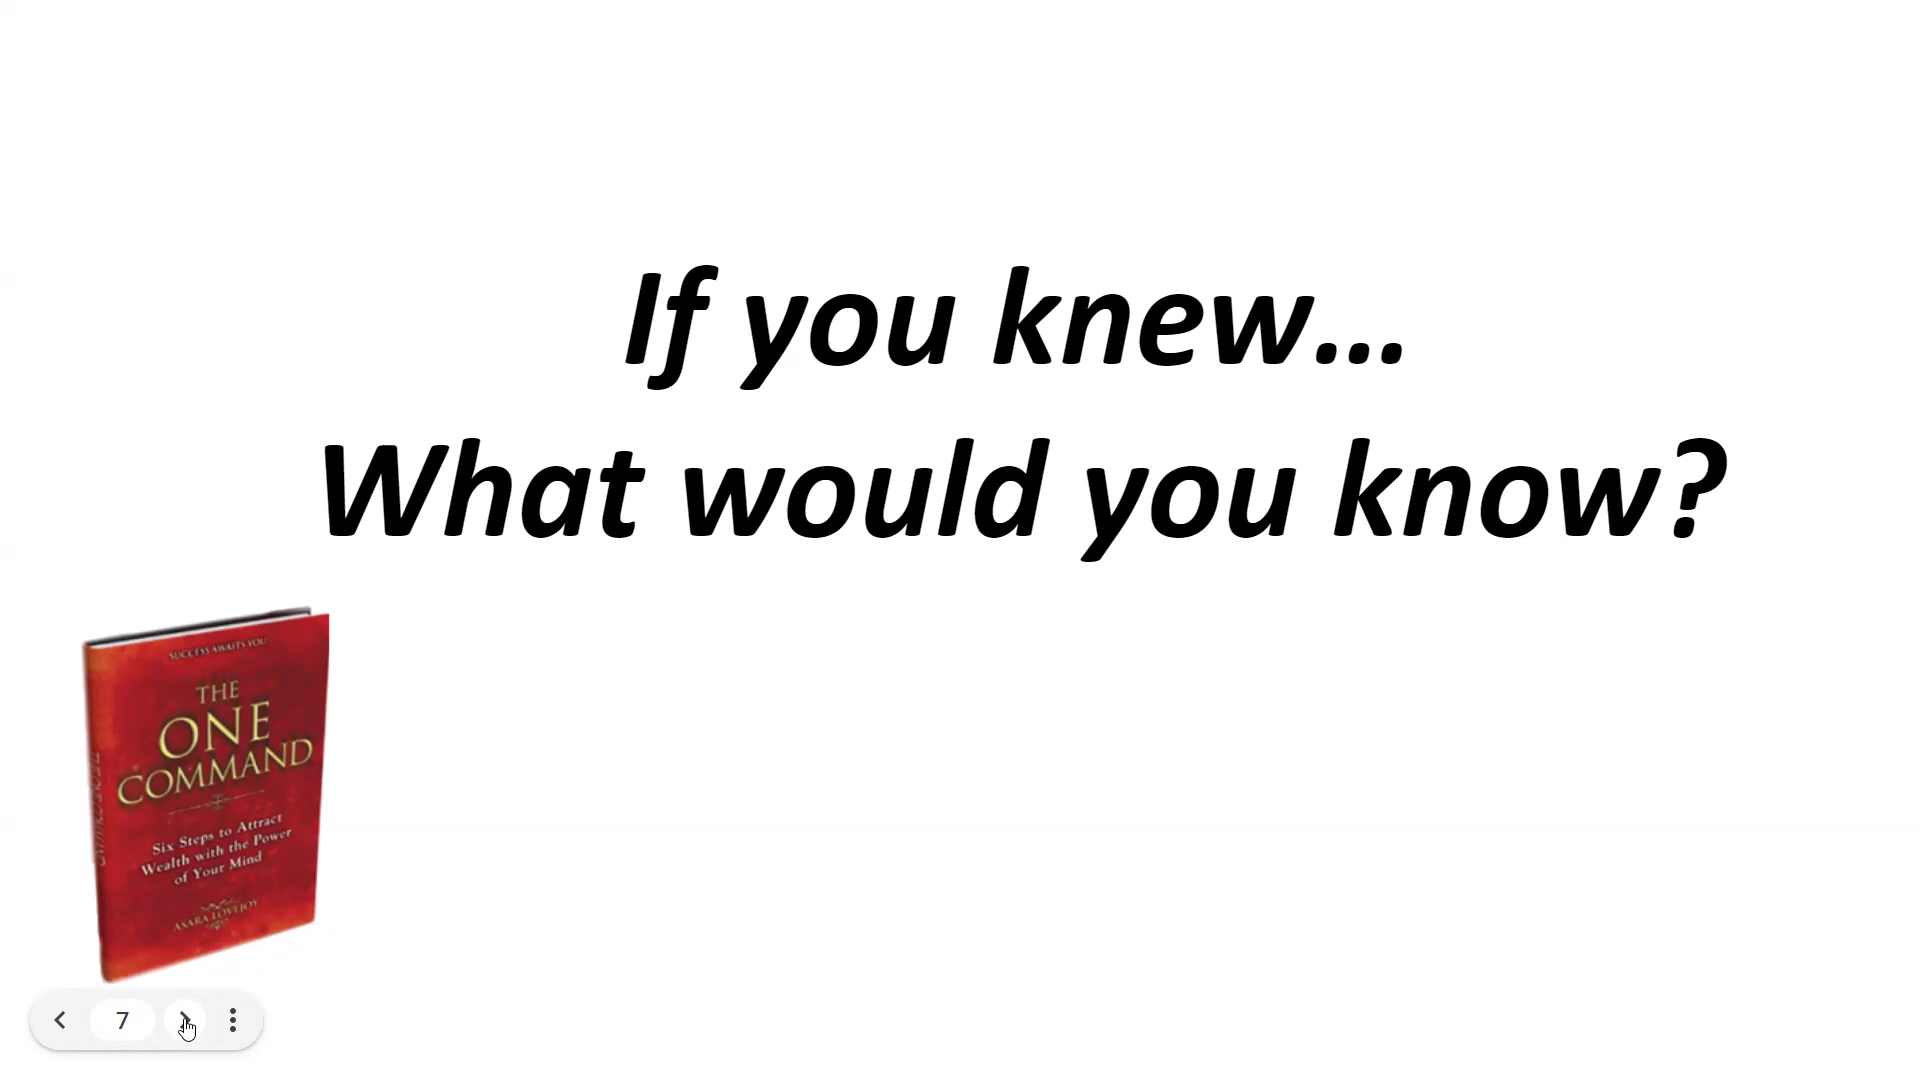 If you knew...
What would you know?
SUCCESS AWAITS YOU
THE
ONE
COMMAND
Six Steps to Attract
Wealth with the Power
of Your Mind
ASARA LOVEJOY
7